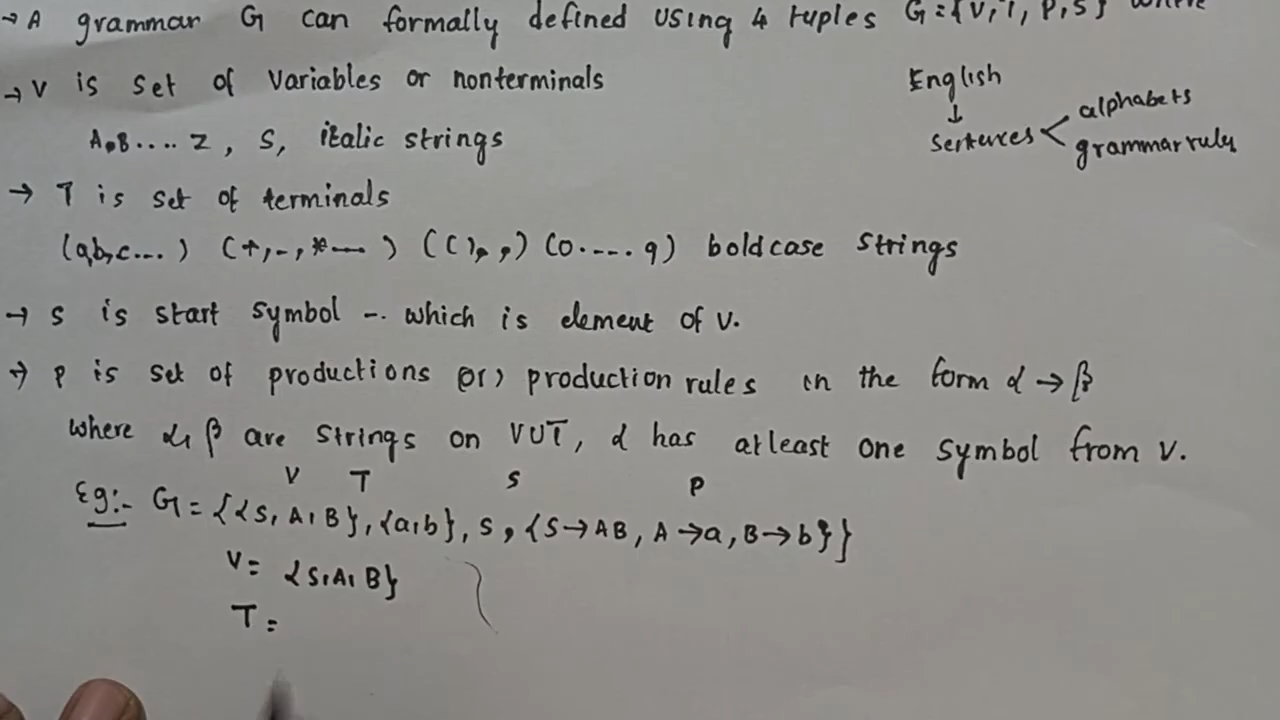 → A grammar G can formally defined using 4 tuples G={V,T,P,S} where
→ V is set of variables or nonterminals
A,B....Z, S, italic strings
English
↓
sentences < alphabets
grammar rules
→ T is set of terminals
(a,b,c...) (+,-,*....) ((),,) (0.....9) boldcase strings
→ S is start symbol -. which is element of V.
→ P is set of productions (or) production rules in the form α → β
where α, β are strings on VUT, α has atleast one symbol from V.
V T S P
Eg:- G = {{S, A, B}, {a,b}, S, {S→AB, A→a, B→b}}
V = {S,A,B}
T =